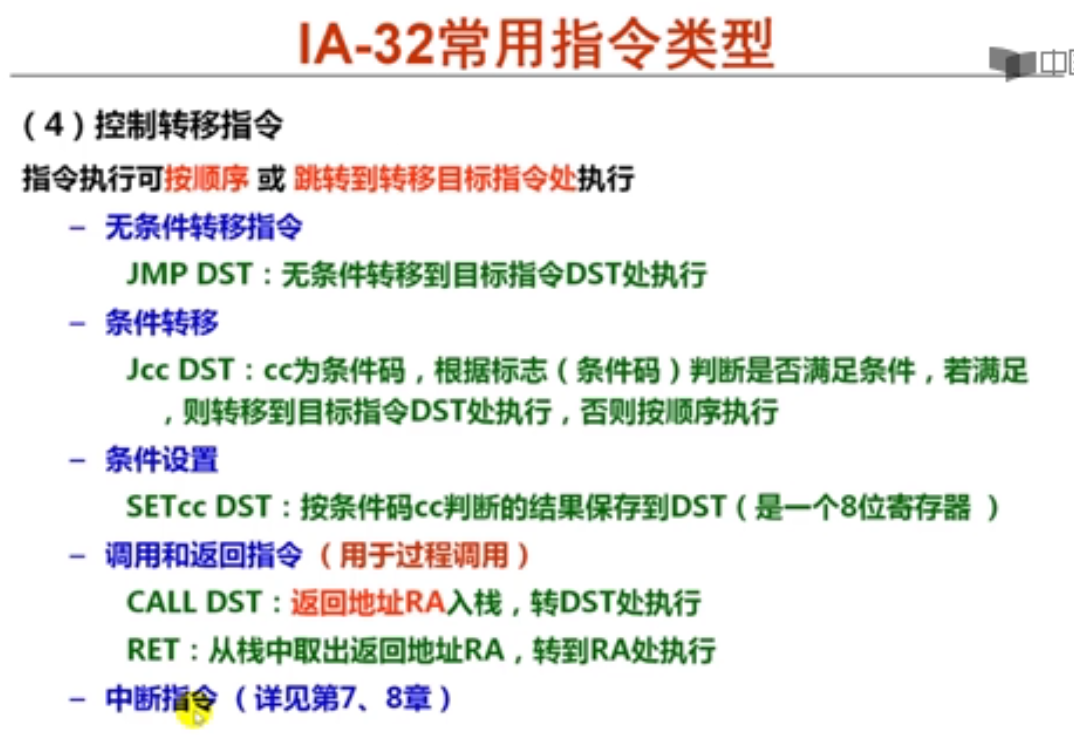 IA-32常用指令类型
中
（4）控制转移指令
指令执行可按顺序 或 跳转到转移目标指令处执行
– 无条件转移指令
JMP DST：无条件转移到目标指令DST处执行
– 条件转移
Jcc DST：cc为条件码，根据标志（条件码）判断是否满足条件，若满足
，则转移到目标指令DST处执行，否则按顺序执行
– 条件设置
SETcc DST：按条件码cc判断的结果保存到DST（是一个8位寄存器 ）
– 调用和返回指令（用于过程调用）
CALL DST：返回地址RA入栈，转DST处执行
RET：从栈中取出返回地址RA，转到RA处执行
– 中断指令（详见第7、8章）